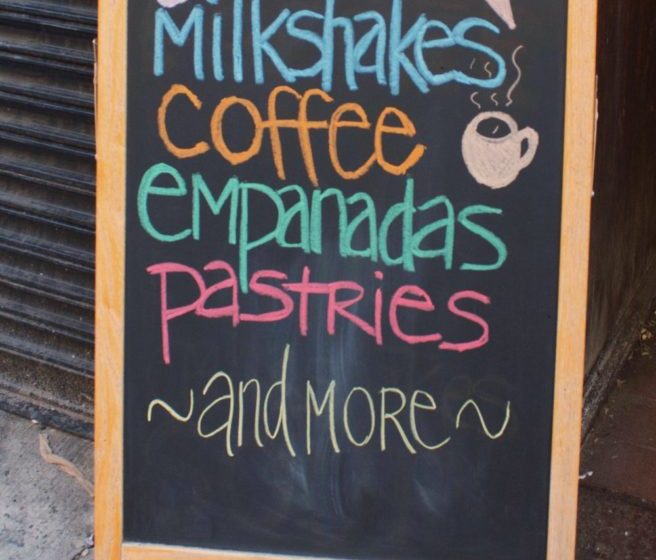 Milkshakes
coffee
empanadas
pastries
~and MORE~